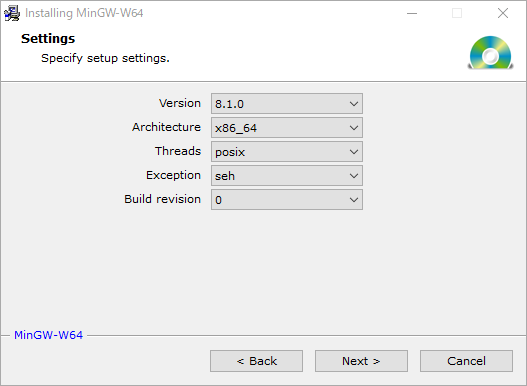 Installing MinGW-W64
Settings
Specify setup settings.
Version 8.1.0
Architecture x86_64
Threads posix
Exception seh
Build revision 0
MinGW-W64
< Back Next > Cancel